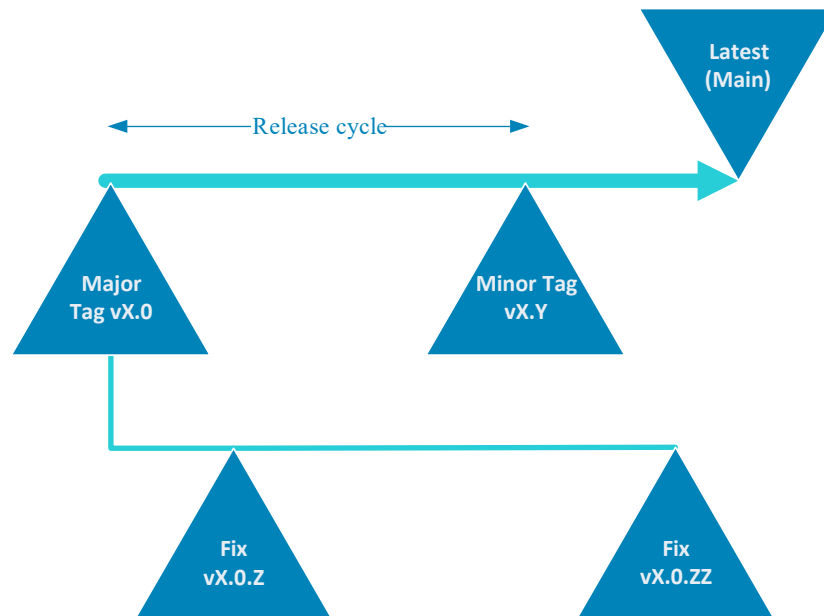 Latest
(Main)
Release cycle
Major
Tag vX.0
Minor Tag
vX.Y
Fix
vX.0.Z
Fix
vX.0.ZZ